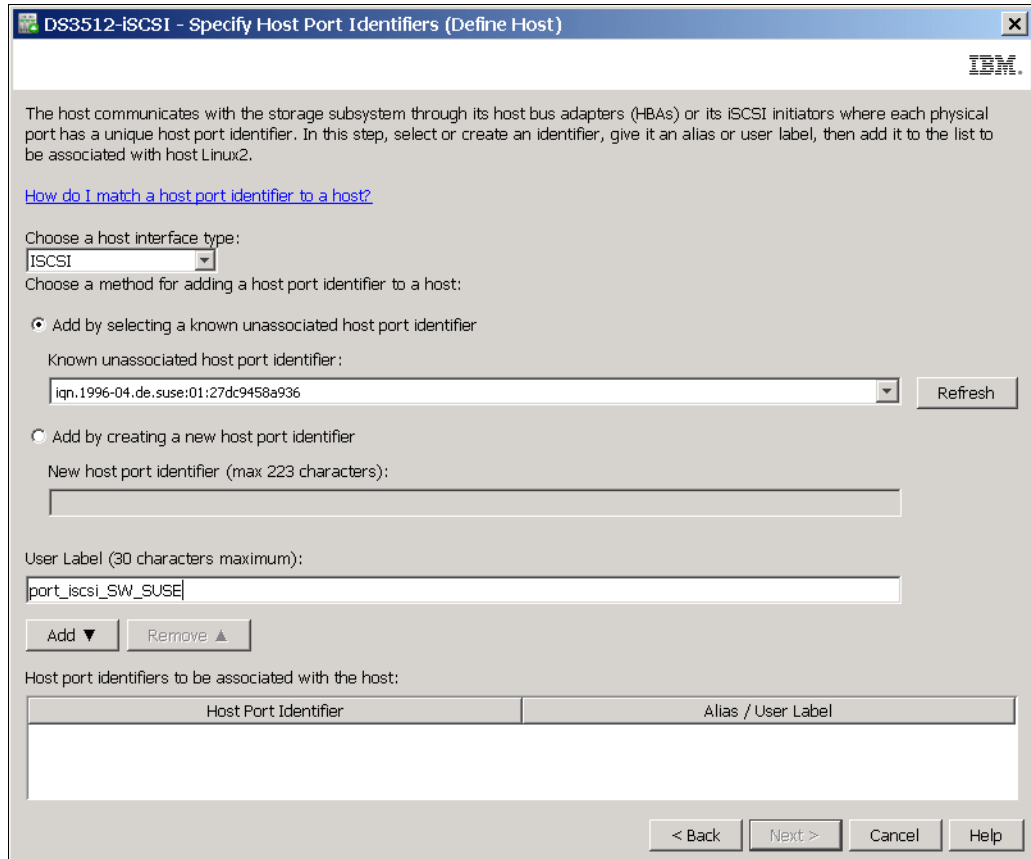 DS3512-iSCSI - Specify Host Port Identifiers (Define Host)
IBM.
The host communicates with the storage subsystem through its host bus adapters (HBAs) or its iSCSI initiators where each physical
port has a unique host port identifier. In this step, select or create an identifier, give it an alias or user label, then add it to the list to
be associated with host Linux2.
How do I match a host port identifier to a host?
Choose a host interface type:
ISCSI
Choose a method for adding a host port identifier to a host:
Add by selecting a known unassociated host port identifier
Known unassociated host port identifier:
iqn.1996-04.de.suse:01:27dc9458a936
Refresh
Add by creating a new host port identifier
New host port identifier (max 223 characters):
User Label (30 characters maximum):
port_iscsi_SW_SUSE
Add ▼ Remove ▲
Host port identifiers to be associated with the host:
Host Port Identifier Alias / User Label
< Back Next > Cancel Help